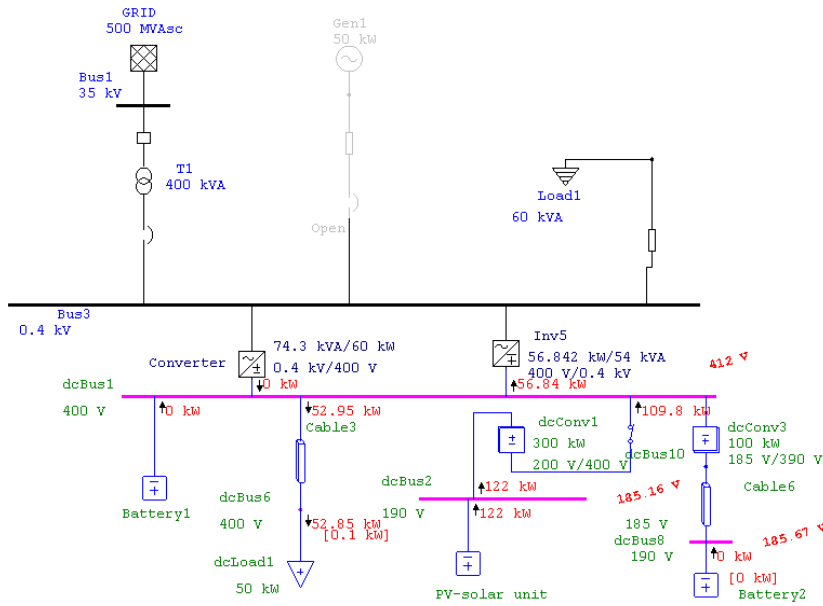 GRID
500 MVAsc
Gen1
50 kW
Bus1
35 kV
T1
400 kVA
Open
Load1
60 kVA
Bus3
0.4 kV
Converter
74.3 kVA/60 kW
0.4 kV/400 V
Inv5
56.842 kW/54 kVA
400 V/0.4 kV
412 V
dcBus1
400 V
0 kW
56.84 kW
0 kW
52.95 kW
109.8 kW
Cable3
dcConv1
300 kW
200 V/400 V
dcBus10
dcConv3
100 kW
185 V/390 V
dcBus2
190 V
122 kW
122 kW
185.16 V
Cable6
185 V
dcBus6
400 V
52.85 kW
[0.1 kW]
Battery1
dcBus8
190 V
185.67 V
0 kW
[0 kW]
dcLoad1
50 kW
PV-solar unit
Battery2